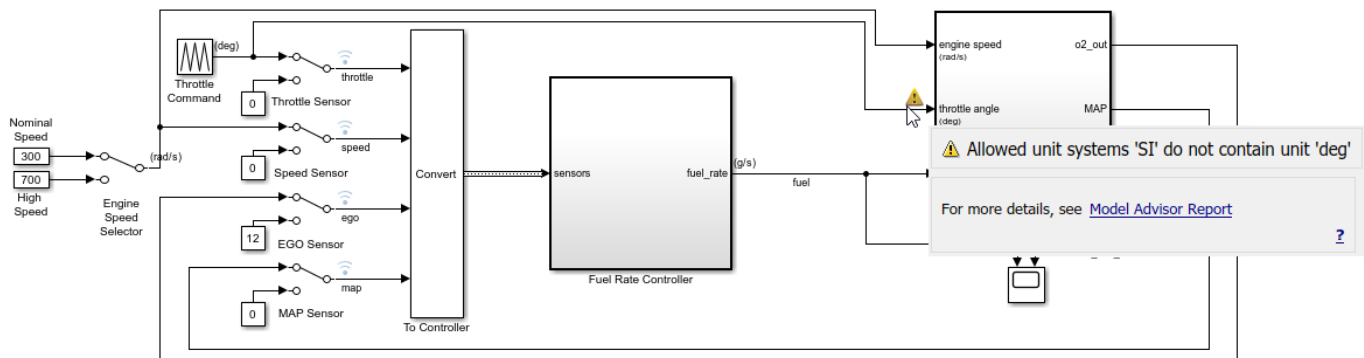 (deg)
Throttle
Command
0
Throttle Sensor
throttle
Nominal
Speed
300
700
High
Speed
Engine
Speed
Selector
(rad/s)
speed
0
Speed Sensor
ego
12
EGO Sensor
map
0
MAP Sensor
Convert
To Controller
sensors
fuel_rate
Fuel Rate Controller
(g/s)
fuel
engine speed
(rad/s)
o2_out
throttle angle
(deg)
MAP
Allowed unit systems 'SI' do not contain unit 'deg'
For more details, see Model Advisor Report
?